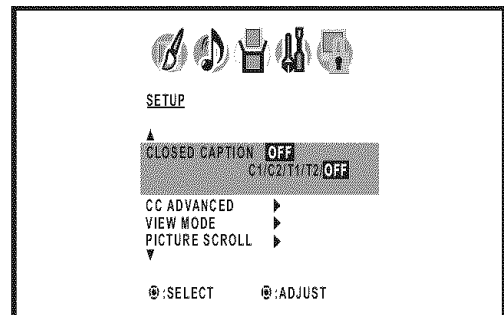 SETUP
▲
CLOSED CAPTION OFF
C1/C2/T1/T2/OFF
CC ADVANCED ▶
VIEW MODE ▶
PICTURE SCROLL ▶
▼
:SELECT :ADJUST